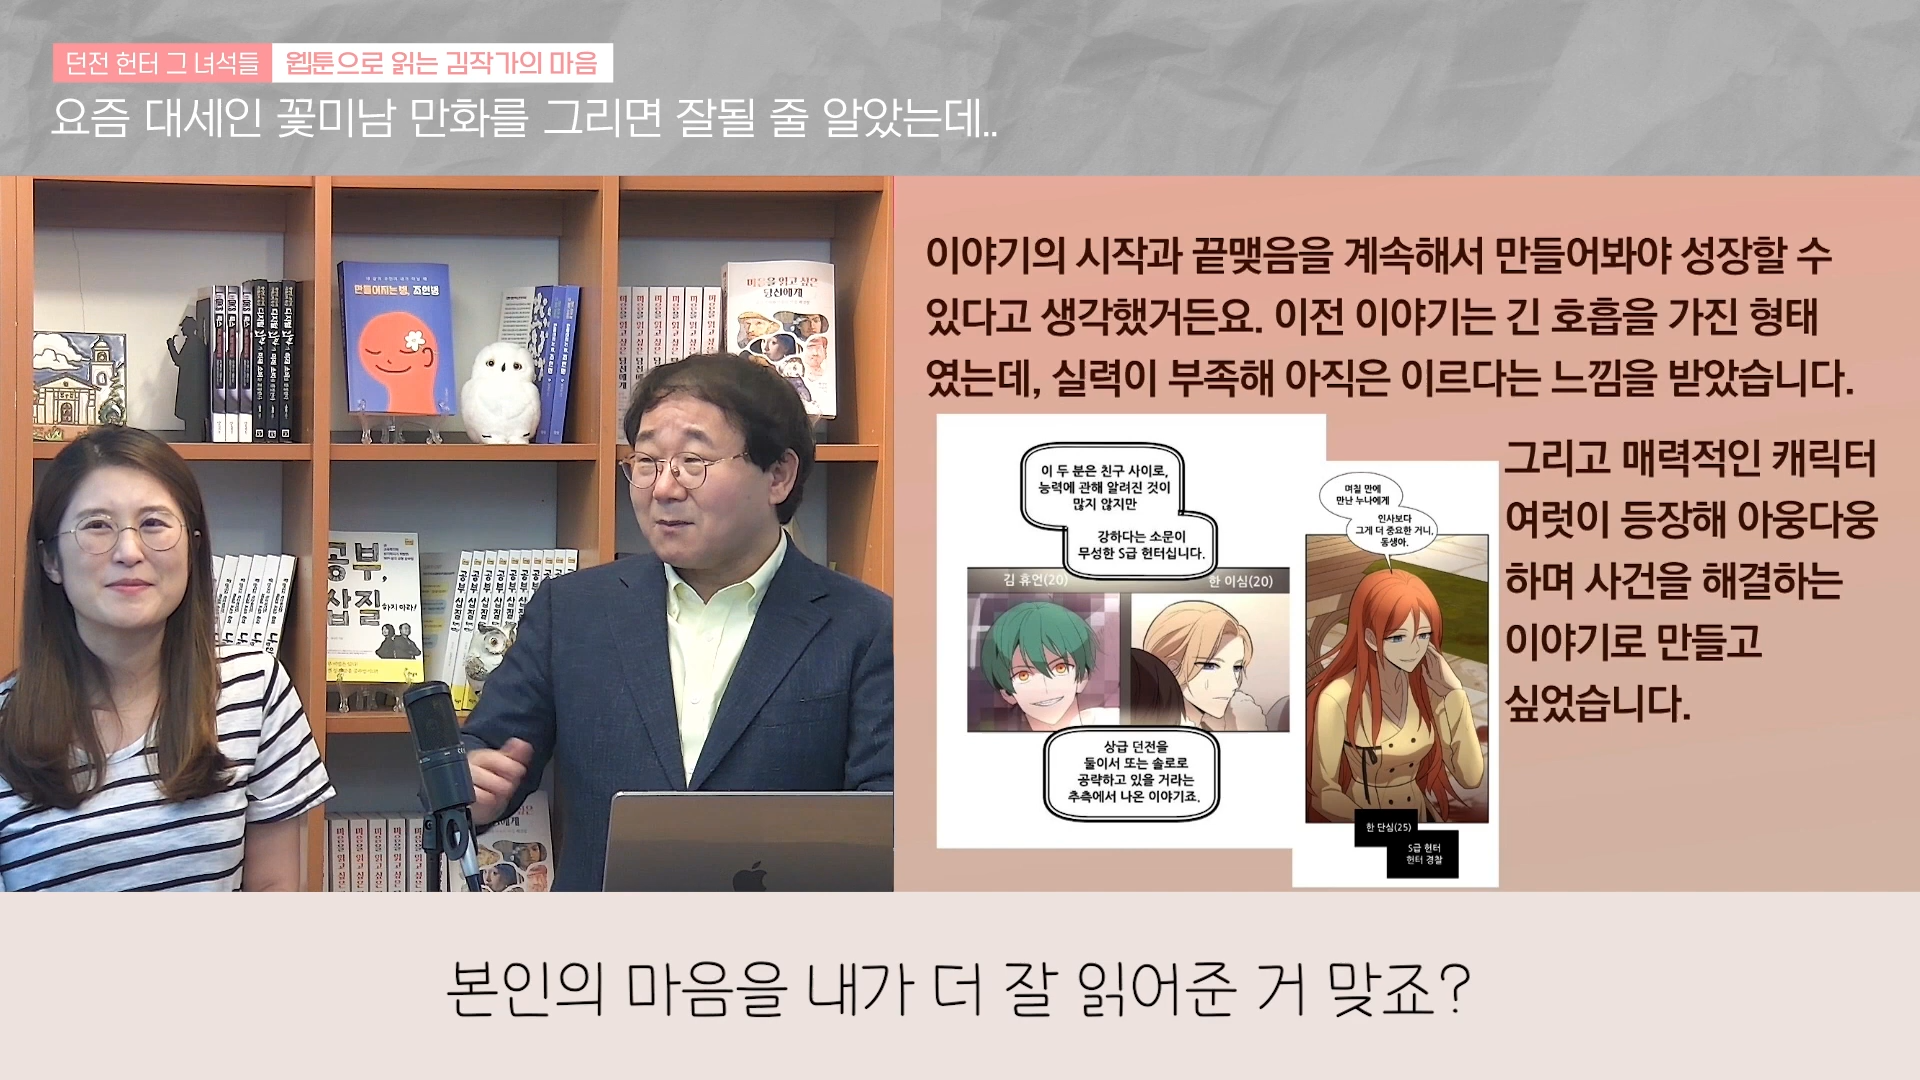 던전 헌터 그 녀석들 웹툰으로 읽는 김작가의 마음
요즘 대세인 꽃미남 만화를 그리면 잘될 줄 알았는데..
만들어지는 병, 조현병
마음을 읽고 싶은
당신에게
공부,
삽질
하지 마라!
이야기의 시작과 끝맺음을 계속해서 만들어봐야 성장할 수
있다고 생각했거든요. 이전 이야기는 긴 호흡을 가진 형태
였는데, 실력이 부족해 아직은 이르다는 느낌을 받았습니다.
그리고 매력적인 캐릭터
여럿이 등장해 아웅다웅
하며 사건을 해결하는
이야기로 만들고
싶었습니다.
이 두 분은 친구 사이로,
능력에 관해 알려진 것이
많지 않지만
강하다는 소문이
무성한 S급 헌터십니다.
김 휴언(20)
한 이심(20)
상급 던전을
둘이서 또는 솔로로
공략하고 있을 거라는
추측에서 나온 이야기죠.
며칠 만에
만난 누나에게
인사보다
그게 더 중요한 거니,
동생아.
한 단심(25)
S급 헌터
헌터 경찰
본인의 마음을 내가 더 잘 읽어준 거 맞죠?